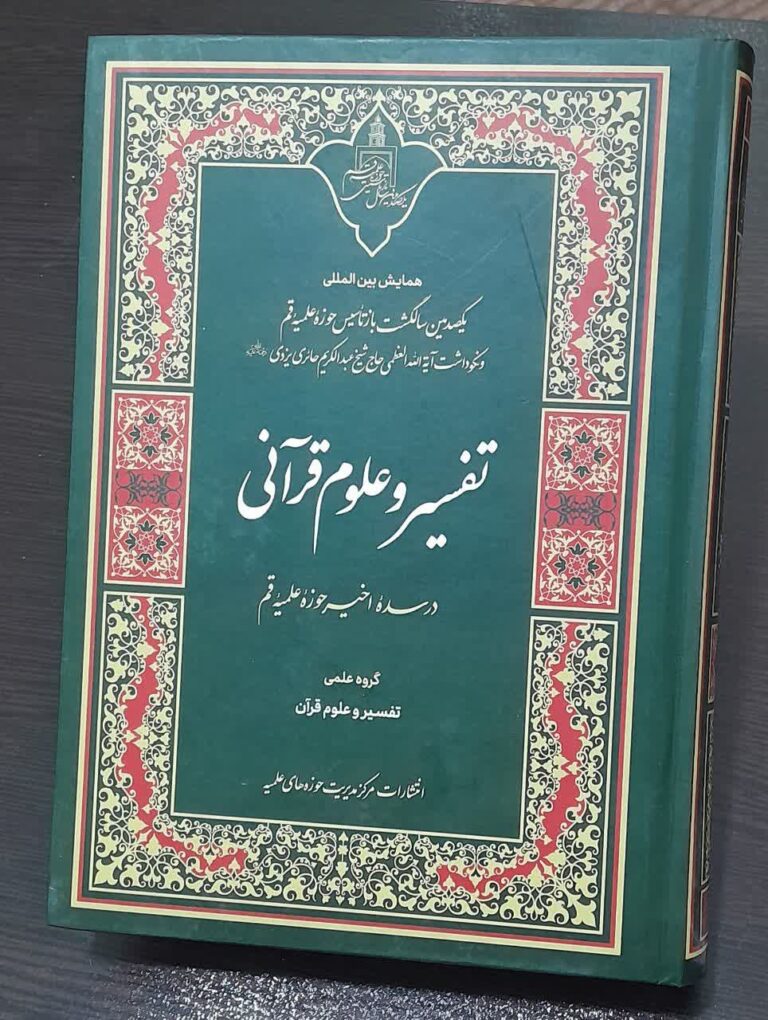 همایش بین المللی
یکصدمین سالگشت بازتأسیس حوزهٔ علمیهٔ قم
و نکوداشت آیة الله العظمی حاج شیخ عبدالکریم حائری یزدی
تفسیر و علوم قرآنی
در سدهٔ اخیر حوزهٔ علمیهٔ قم
گروه علمی
تفسیر و علوم قرآن
انتشارات مرکز مدیریت حوزه‌های علمیه